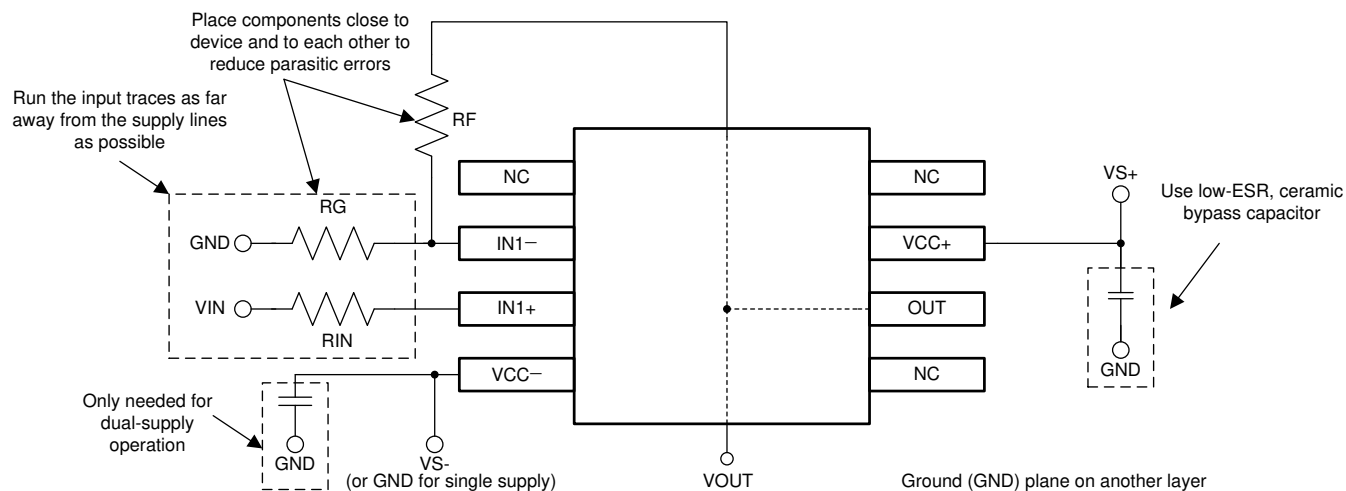 Place components close to
device and to each other to
reduce parasitic errors
Run the input traces as far
away from the supply lines
as possible
RF
NC
NC
VS+
Use low-ESR, ceramic
bypass capacitor
RG
GND
IN1−
VCC+
VIN
IN1+
OUT
RIN
VCC−
NC
GND
Only needed for
dual-supply
operation
GND
VS-
(or GND for single supply)
VOUT
Ground (GND) plane on another layer